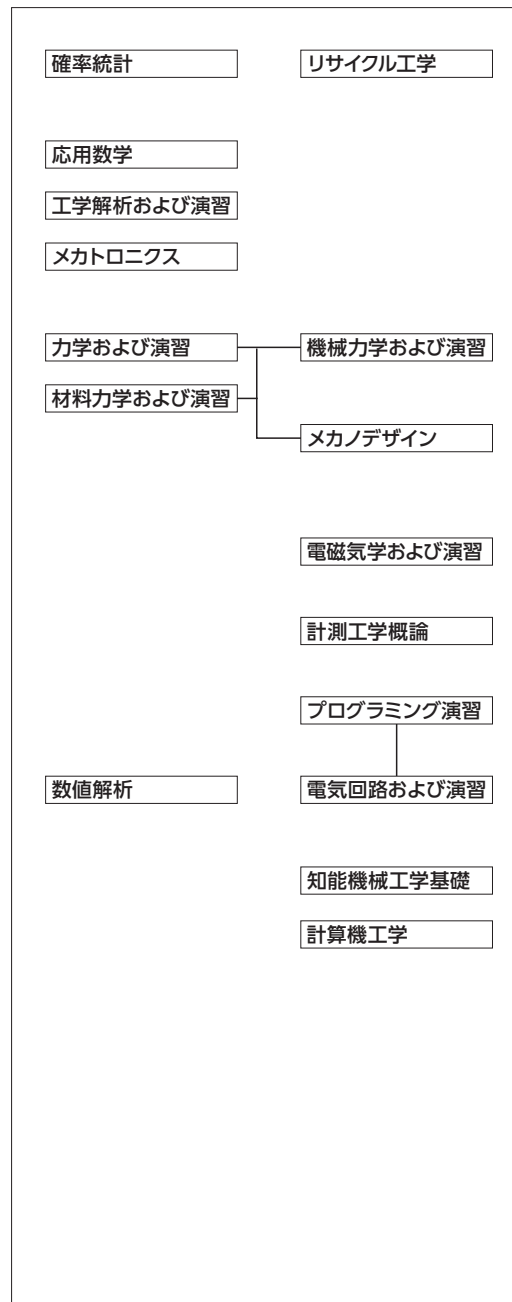 確率統計
リサイクル工学
応用数学
工学解析および演習
メカトロニクス
力学および演習
機械力学および演習
材料力学および演習
メカノデザイン
電磁気学および演習
計測工学概論
プログラミング演習
数値解析
電気回路および演習
知能機械工学基礎
計算機工学